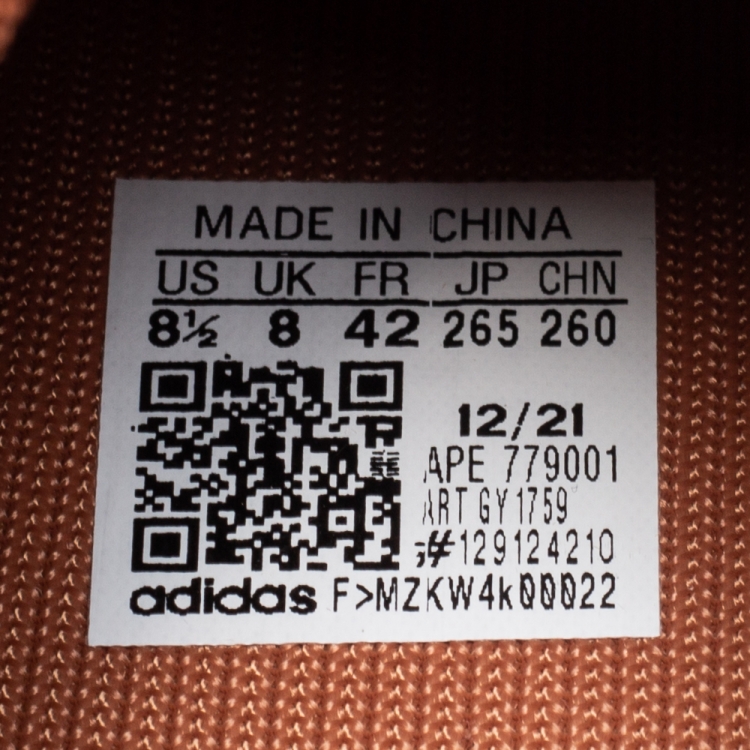 MADE IN CHINA
US UK FR JP CHN
8½ 8 42 265 260
12/21
APE 779001
ART GY1759
#129124210
adidas F>MZKW4k00022